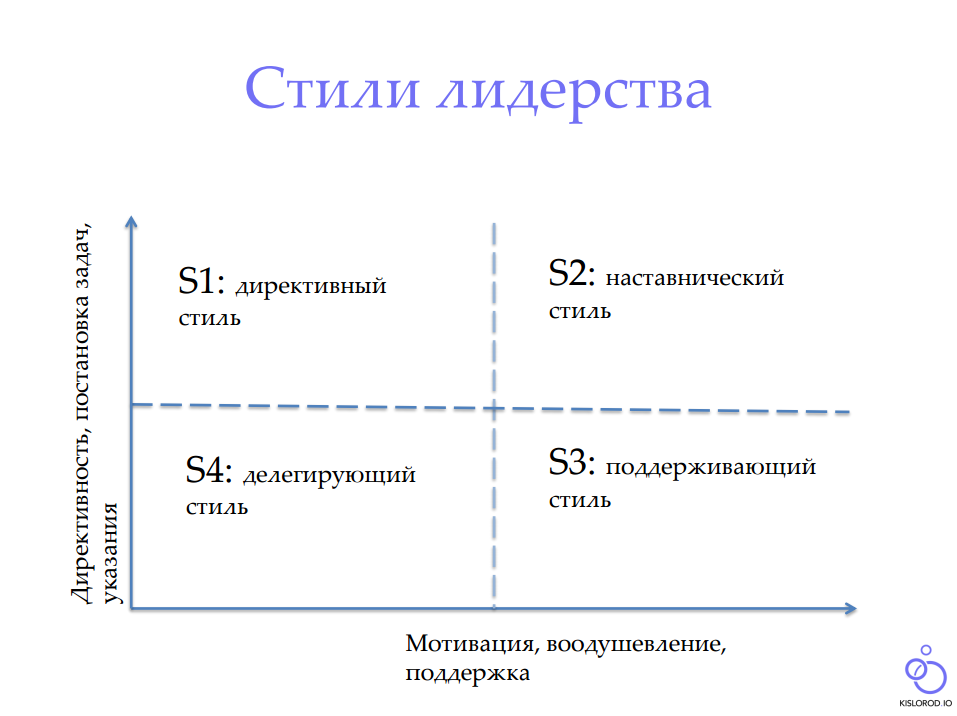 Стили лидерства
Директивность, постановка задач,
указания
S1: директивный
стиль
S2: наставнический
стиль
S4: делегирующий
стиль
S3: поддерживающий
стиль
Мотивация, воодушевление,
поддержка
KISLOROD.IO